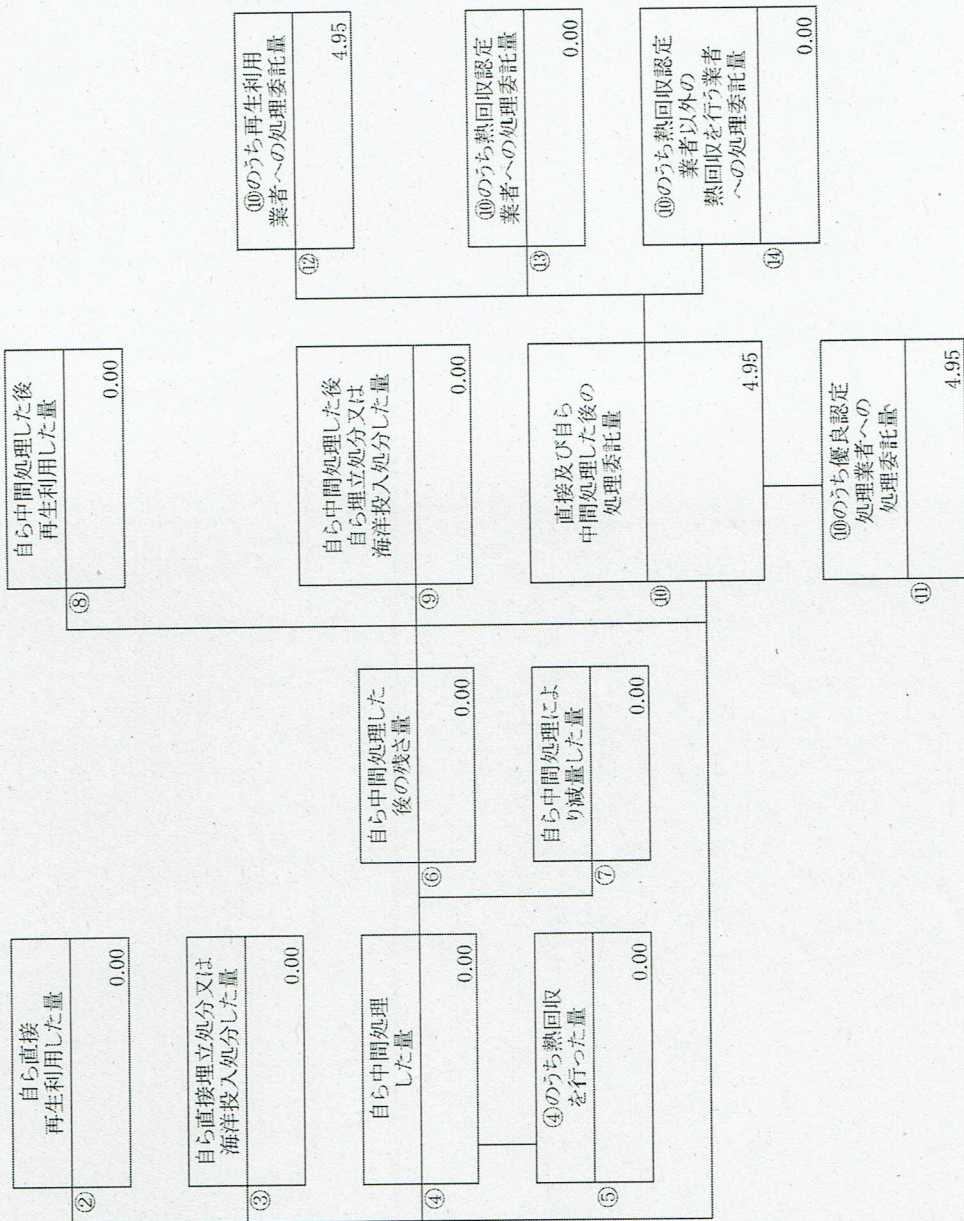 ②
自ら直接
再生利用した量
0.00
③
自ら直接埋立処分又は
海洋投入処分した量
0.00
④
自ら中間処理
した量
0.00
⑤
④のうち熱回収
を行った量
0.00
⑥
自ら中間処理した
後の残さ量
0.00
⑦
自ら中間処理によ
り減量した量
0.00
⑧
自ら中間処理した後
再生利用した量
0.00
⑨
自ら中間処理した後
自ら埋立処分又は
海洋投入処分した量
0.00
⑩
直接及び自ら
中間処理した後の
処理委託量
4.95
⑪
⑩のうち優良認定
処理業者への
処理委託量
4.95
⑫
⑩のうち再生利用
業者への処理委託量
4.95
⑬
⑩のうち熱回収認定
業者への処理委託量
0.00
⑭
⑩のうち熱回収認定
業者以外の
熱回収を行う業者
への処理委託量
0.00